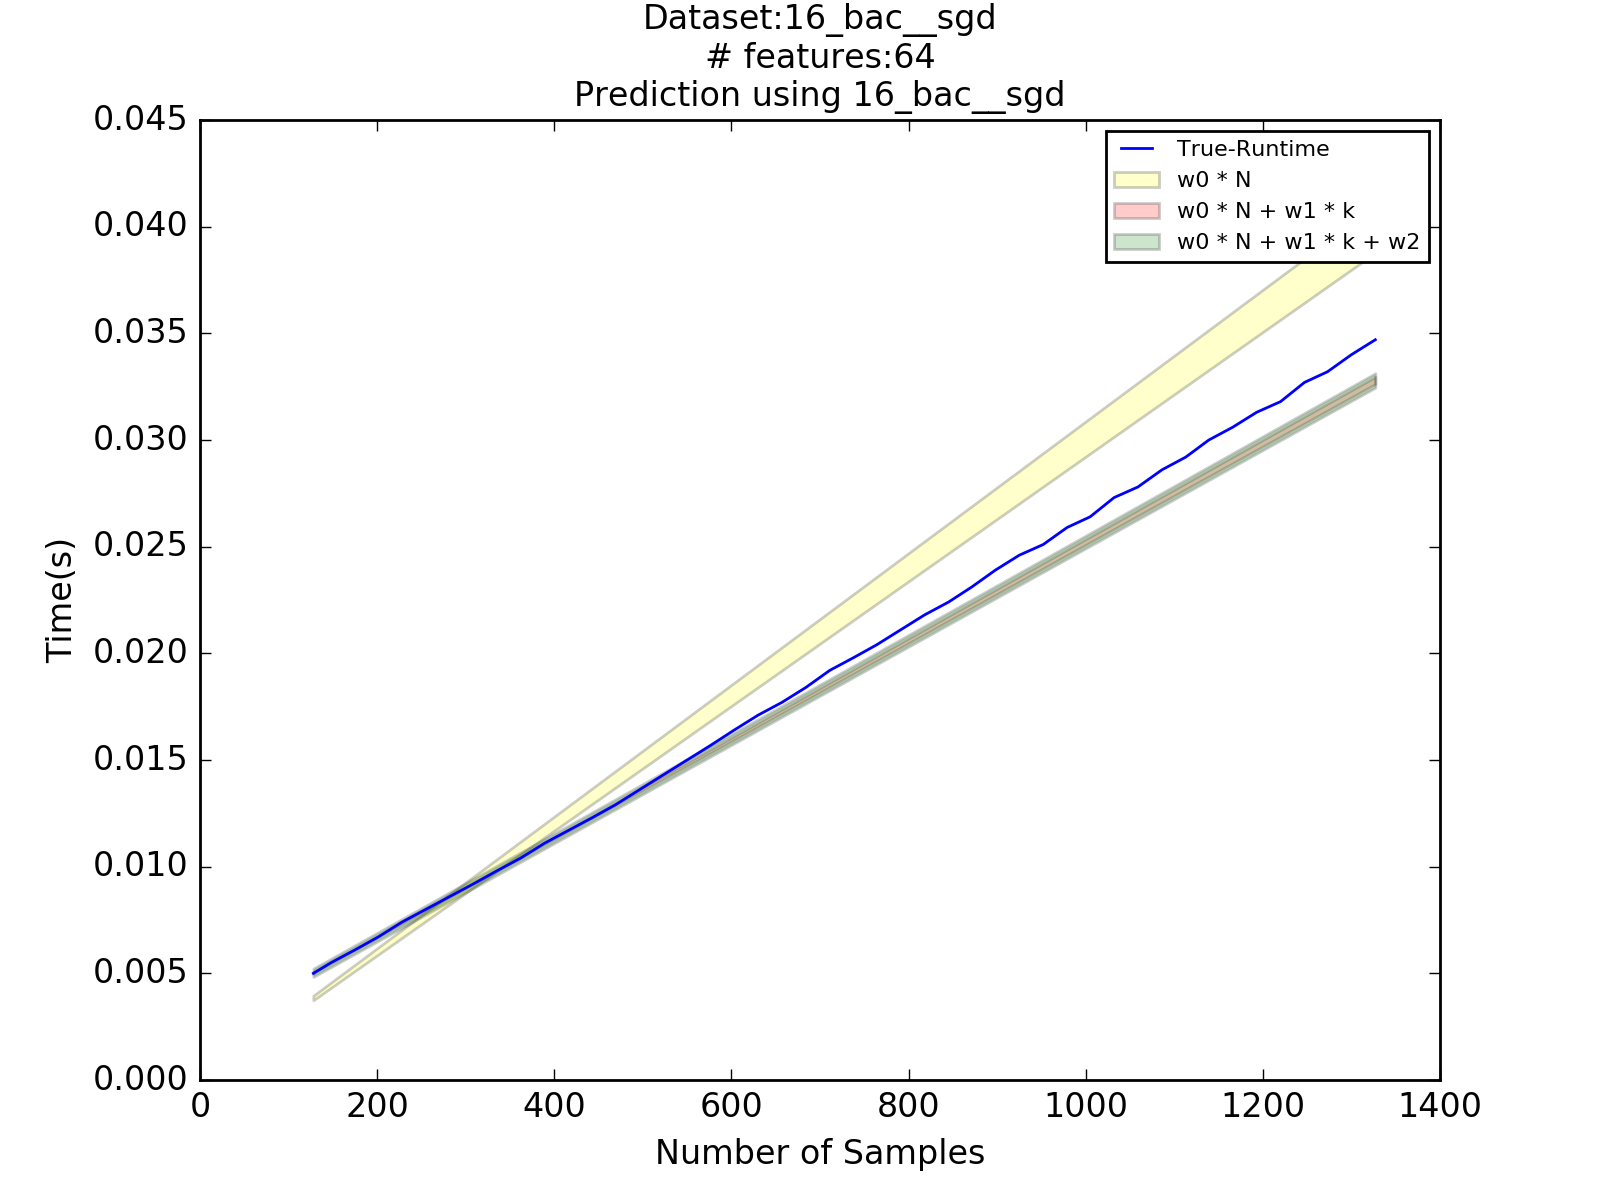 Dataset:16_bac__sgd
# features:64
Prediction using 16_bac__sgd
0.045
0.040
0.035
0.030
0.025
0.020
0.015
0.010
0.005
0.000
Time(s)
True-Runtime
w0 * N
w0 * N + w1 * k
w0 * N + w1 * k + w2
0 200 400 600 800 1000 1200 1400
Number of Samples